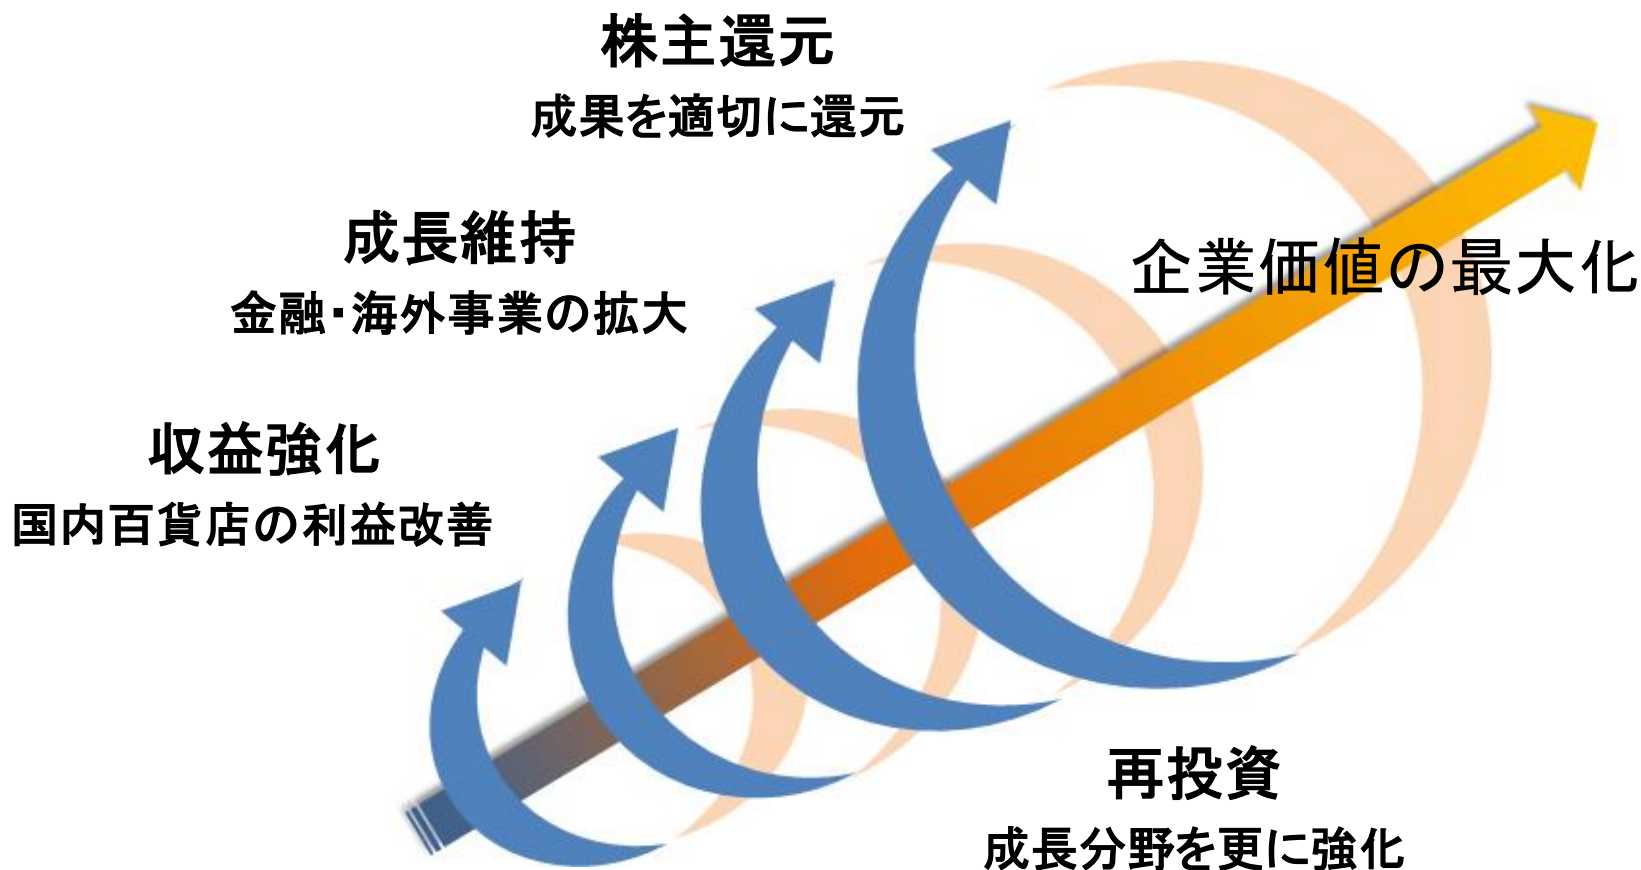 株主還元
成果を適切に還元
成長維持
金融・海外事業の拡大
企業価値の最大化
収益強化
国内百貨店の利益改善
再投資
成長分野を更に強化